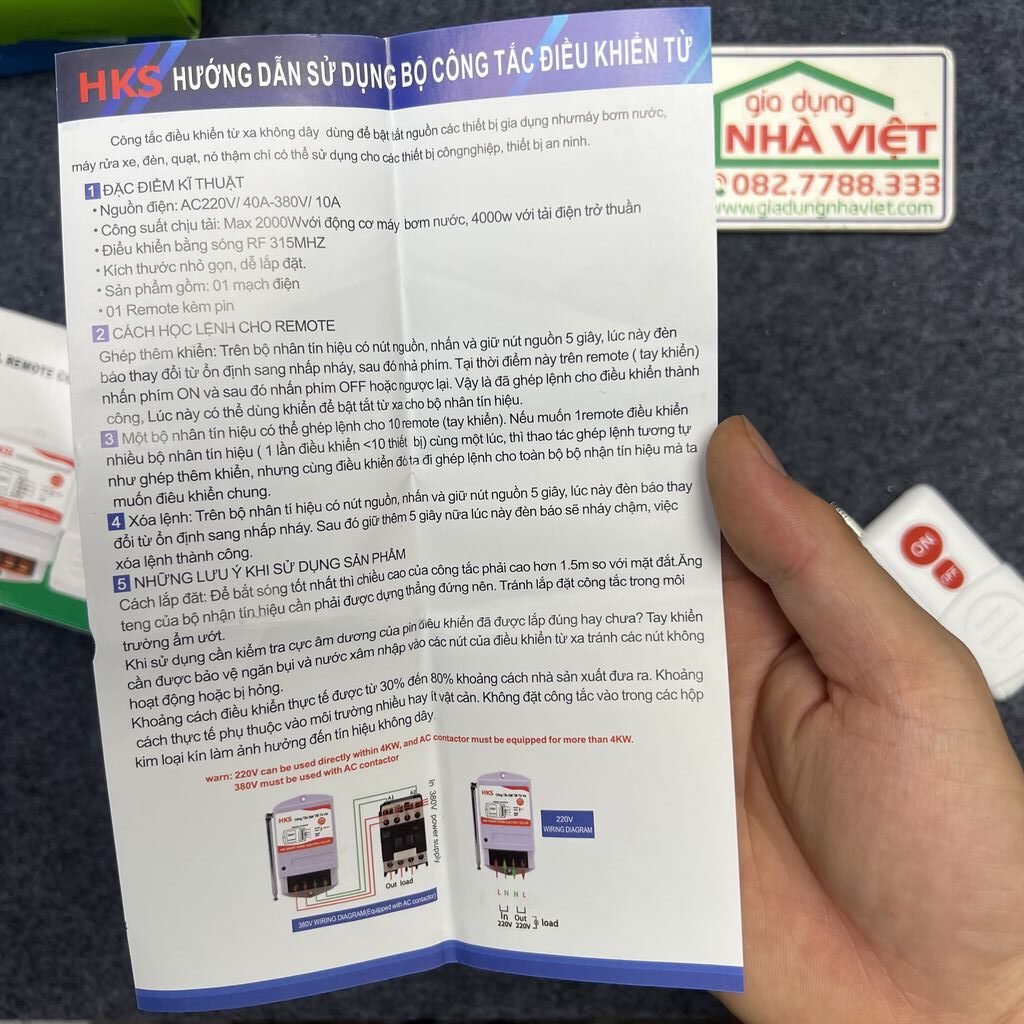 HKS HƯỚNG DẪN SỬ DỤNG BỘ CÔNG TẮC ĐIỀU KHIỂN TỪ
Công tắc điều khiển từ xa không dây dùng để bật tắt nguồn các thiết bị gia dụng nhưmáy bơm nước,
máy rửa xe, đèn, quạt, nó thậm chí có thể sử dụng cho các thiết bị côngnghiệp, thiết bị an ninh.
1 ĐẶC ĐIỂM KĨ THUẬT
• Nguồn điện: AC220V/ 40A-380V/ 10A
• Công suất chịu tải: Max 2000Wvới động cơ máy bơm nước, 4000w với tải điện trở thuần
• Điều khiển bằng sóng RF 315MHZ
• Kích thước nhỏ gọn, dễ lắp đặt.
• Sản phẩm gồm: 01 mạch điện
• 01 Remote kèm pin
2 CÁCH HỌC LỆNH CHO REMOTE
Ghép thêm khiển: Trên bộ nhân tín hiệu có nút nguồn, nhấn và giữ nút nguồn 5 giây, lúc này đèn
báo thay đổi từ ổn định sang nhấp nháy, sau đó nhả phím. Tại thời điểm này trên remote ( tay khiển)
nhấn phím ON và sau đó nhấn phím OFF hoặc ngược lại. Vậy là đã ghép lệnh cho điều khiển thành
công, Lúc này có thể dùng khiển để bật tắt từ xa cho bộ nhân tín hiệu.
3 Một bộ nhân tín hiệu có thể ghép lệnh cho 10 remote (tay khiển). Nếu muốn 1remote điều khiển
nhiều bộ nhân tín hiệu ( 1 lần điều khiển <10 thiết bị) cùng một lúc, thì thao tác ghép lệnh tương tự
như ghép thêm khiển, nhưng cùng điều khiển đó ta đi ghép lệnh cho toàn bộ bộ nhận tín hiệu mà ta
muốn điêu khiển chung.
4 Xóa lệnh: Trên bộ nhân tí hiệu có nút nguồn, nhấn và giữ nút nguồn 5 giây, lúc này đèn báo thay
đổi từ ổn định sang nhấp nháy. Sau đó giữ thêm 5 giây nữa lúc này đèn báo sẽ nháy chậm, việc
xóa lệnh thành công.
5 NHỮNG LƯU Ý KHI SỬ DỤNG SẢN PHẨM
Cách lắp đăt: Để bắt sóng tốt nhất thì chiều cao của công tắc phải cao hơn 1.5m so với mặt đất.Ăng
teng của bộ nhận tín hiệu cần phải được dựng thẳng đứng nên. Tránh lắp đặt công tắc trong môi
trường ẩm ướt.
Khi sử dụng cần kiểm tra cực âm dương của pin điều khiển đã được lắp đúng hay chưa? Tay khiển
cần được bảo vệ ngăn bụi và nước xâm nhập vào các nút của điều khiển từ xa tránh các nút không
hoạt động hoặc bị hỏng.
Khoảng cách điều khiển thực tế được từ 30% đến 80% khoảng cách nhà sản xuất đưa ra. Khoảng
cách thực tế phụ thuộc vào môi trường nhiều hay ít vật cản. Không đặt công tắc vào trong các hộp
kim loại kín làm ảnh hưởng đến tín hiệu không dây.
warn: 220V can be used directly within 4KW, and AC contactor must be equipped for more than 4KW.
380V must be used with AC contactor
HKS Công Tắc Điều Khiển Từ Xa
A1 A2
In 380V power supply
Out load
380V WIRING DIAGRAM(Equipped with AC contactor)
HKS
220V
WIRING DIAGRAM
L N N L
In Out
220V 220V load
gia dụng
NHÀ VIỆT
082.7788.333
www.giadungnhaviet.com
REMOTE
HKS
ON
OFF